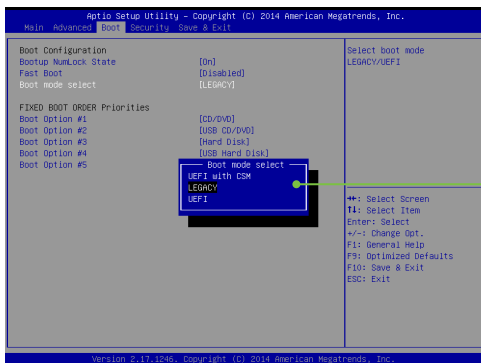 Aptio Setup Utility – Copyright (C) 2014 American Megatrends, Inc.
Main Advanced Boot Security Save & Exit
Boot Configuration
Bootup NumLock State [On]
Fast Boot [Disabled]
Boot mode select [LEGACY]
FIXED BOOT ORDER Priorities
Boot Option #1 [CD/DVD]
Boot Option #2 [USB CD/DVD]
Boot Option #3 [Hard Disk]
Boot Option #4 [USB Hard Disk]
Boot Option #5
Boot mode select
UEFI with CSM
LEGACY
UEFI
Select boot mode
LEGACY/UEFI
→←: Select Screen
↑↓: Select Item
Enter: Select
+/-: Change Opt.
F1: General Help
F9: Optimized Defaults
F10: Save & Exit
ESC: Exit
Version 2.17.1246. Copyright (C) 2014 American Megatrends, Inc.